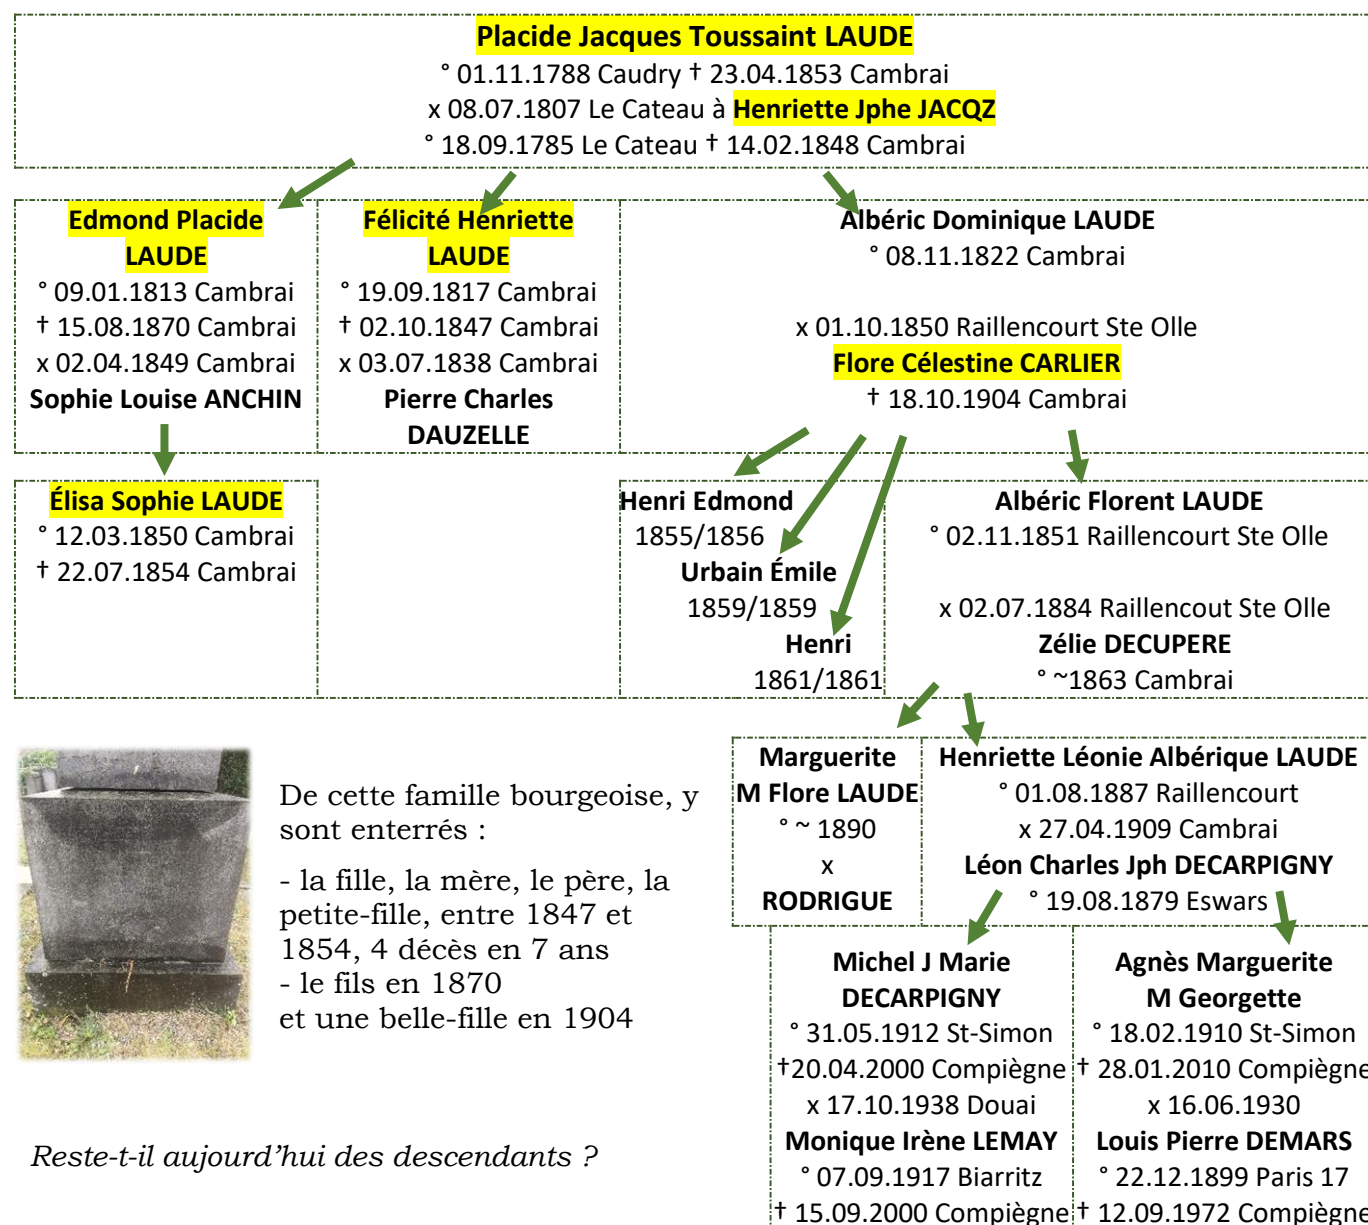 Placide Jacques Toussaint LAUDE
° 01.11.1788 Caudry † 23.04.1853 Cambrai
x 08.07.1807 Le Cateau à Henriette Jphe JACQZ
° 18.09.1785 Le Cateau † 14.02.1848 Cambrai
Edmond Placide
LAUDE
° 09.01.1813 Cambrai
† 15.08.1870 Cambrai
x 02.04.1849 Cambrai
Sophie Louise ANCHIN
Félicité Henriette
LAUDE
° 19.09.1817 Cambrai
† 02.10.1847 Cambrai
x 03.07.1838 Cambrai
Pierre Charles
DAUZELLE
Albéric Dominique LAUDE
° 08.11.1822 Cambrai
x 01.10.1850 Raillencourt Ste Olle
Flore Célestine CARLIER
† 18.10.1904 Cambrai
Élisa Sophie LAUDE
° 12.03.1850 Cambrai
† 22.07.1854 Cambrai
Henri Edmond
1855/1856
Urbain Émile
1859/1859
Henri
1861/1861
Albéric Florent LAUDE
° 02.11.1851 Raillencourt Ste Olle
x 02.07.1884 Raillencout Ste Olle
Zélie DECUPERE
° ~1863 Cambrai
Marguerite
M Flore LAUDE
° ~ 1890
x
RODRIGUE
Henriette Léonie Albérique LAUDE
° 01.08.1887 Raillencourt
x 27.04.1909 Cambrai
Léon Charles Jph DECARPIGNY
° 19.08.1879 Eswars
De cette famille bourgeoise, y
sont enterrés :
- la fille, la mère, le père, la
petite-fille, entre 1847 et
1854, 4 décès en 7 ans
- le fils en 1870
et une belle-fille en 1904
Michel J Marie
DECARPIGNY
° 31.05.1912 St-Simon
†20.04.2000 Compiègne
x 17.10.1938 Douai
Monique Irène LEMAY
° 07.09.1917 Biarritz
† 15.09.2000 Compiègne
Agnès Marguerite
M Georgette
° 18.02.1910 St-Simon
† 28.01.2010 Compiègne
x 16.06.1930
Louis Pierre DEMARS
° 22.12.1899 Paris 17
† 12.09.1972 Compiègne
Reste-t-il aujourd'hui des descendants ?